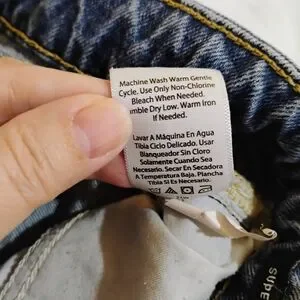 Machine Wash Warm Gentle
Cycle. Use Only Non-Chlorine
Bleach When Needed.
umble Dry Low. Warm Iron
If Needed.
Lavar A Máquina En Agua
Tibia Ciclo Delicado. Usar
Blanqueador Sin Cloro
Solamente Cuando Sea
Necesario. Secar En Secadora
A Temperatura Baja. Plancha
Tibia Si Es Necesario.